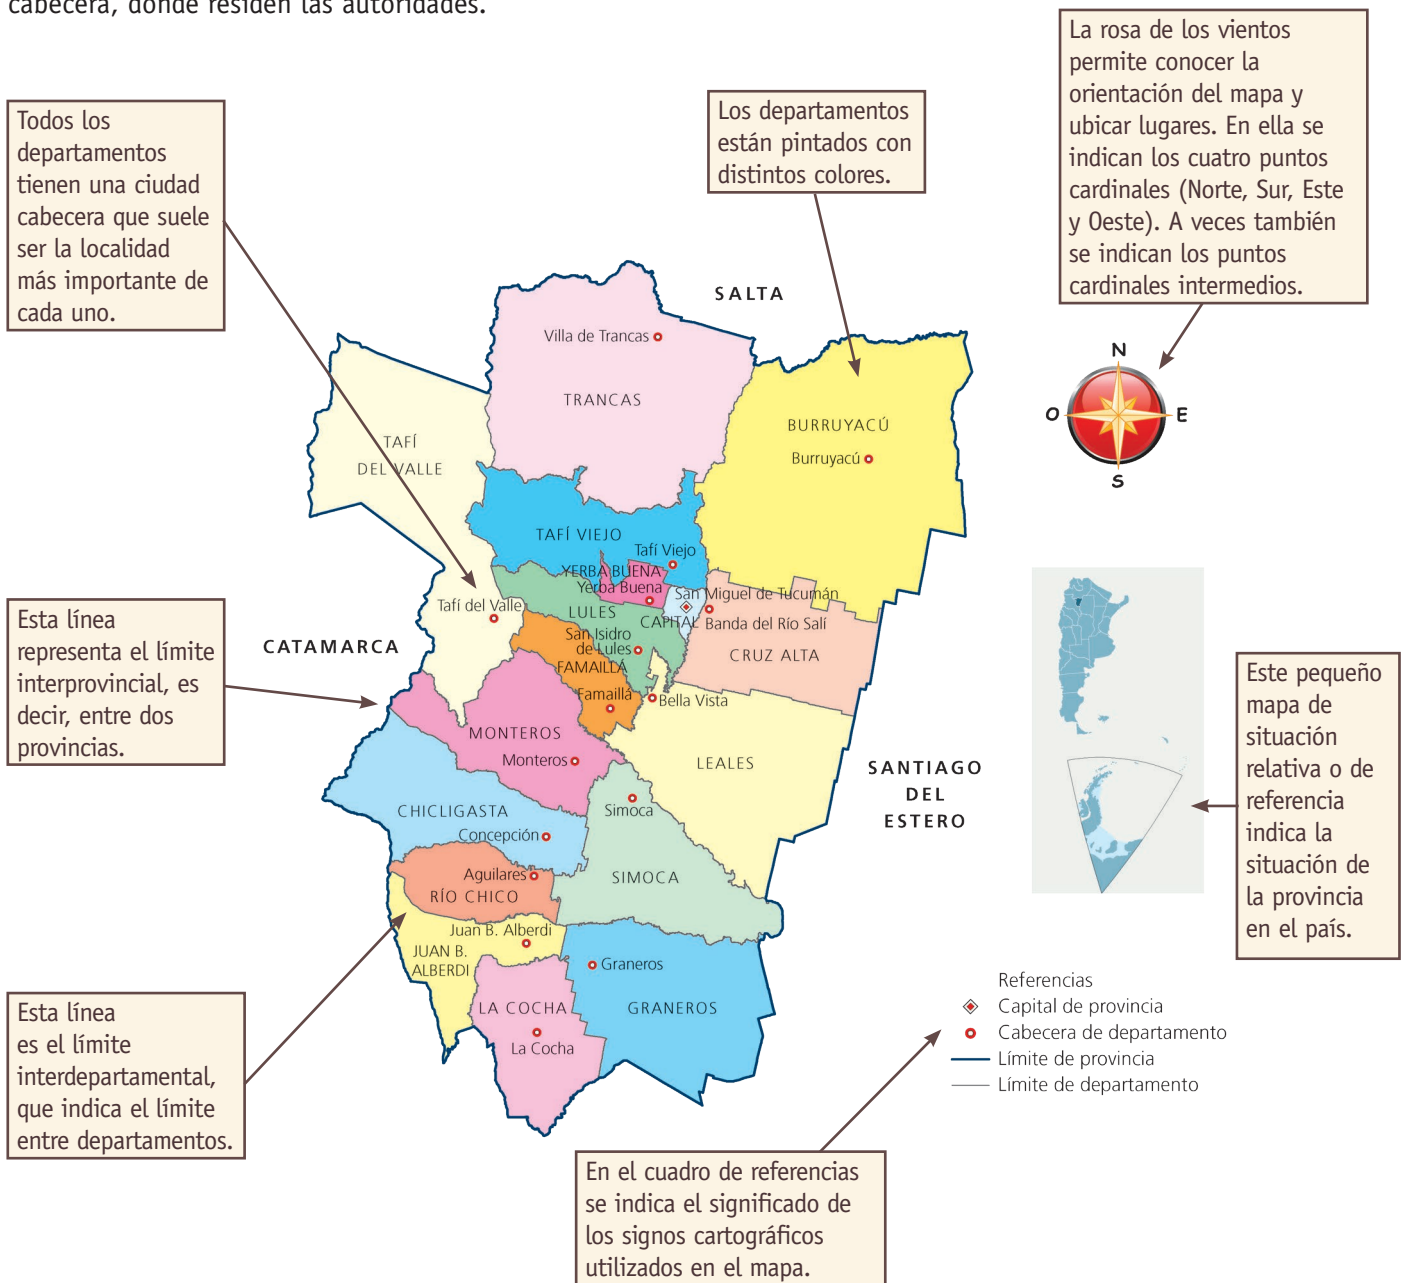 cabecera, donde residen las autoridades.
La rosa de los vientos
permite conocer la
orientación del mapa y
ubicar lugares. En ella se
indican los cuatro puntos
cardinales (Norte, Sur, Este
y Oeste). A veces también
se indican los puntos
cardinales intermedios.
Todos los
departamentos
tienen una ciudad
cabecera que suele
ser la localidad
más importante de
cada uno.
Los departamentos
están pintados con
distintos colores.
SALTA
Villa de Trancas
TRANCAS
BURRUYACÚ
Burruyacú
N
O
E
S
TAFÍ
DEL VALLE
TAFÍ VIEJO
Tafí Viejo
YERBA BUENA
Yerba Buena
San Miguel de Tucumán
Tafí del Valle
LULES
CAPITAL
Banda del Río Salí
San Isidro
de Lules
CRUZ ALTA
FAMAILLÁ
Famaillá
Bella Vista
CATAMARCA
Esta línea
representa el límite
interprovincial, es
decir, entre dos
provincias.
MONTEROS
Monteros
LEALES
SANTIAGO
DEL
ESTERO
Este pequeño
mapa de
situación
relativa o de
referencia
indica la
situación de
la provincia
en el país.
CHICLIGASTA
Concepción
Simoca
SIMOCA
Aguilares
RÍO CHICO
Juan B. Alberdi
JUAN B.
ALBERDI
Graneros
GRANEROS
LA COCHA
La Cocha
Referencias
Capital de provincia
Cabecera de departamento
Límite de provincia
Límite de departamento
Esta línea
es el límite
interdepartamental,
que indica el límite
entre departamentos.
En el cuadro de referencias
se indica el significado de
los signos cartográficos
utilizados en el mapa.